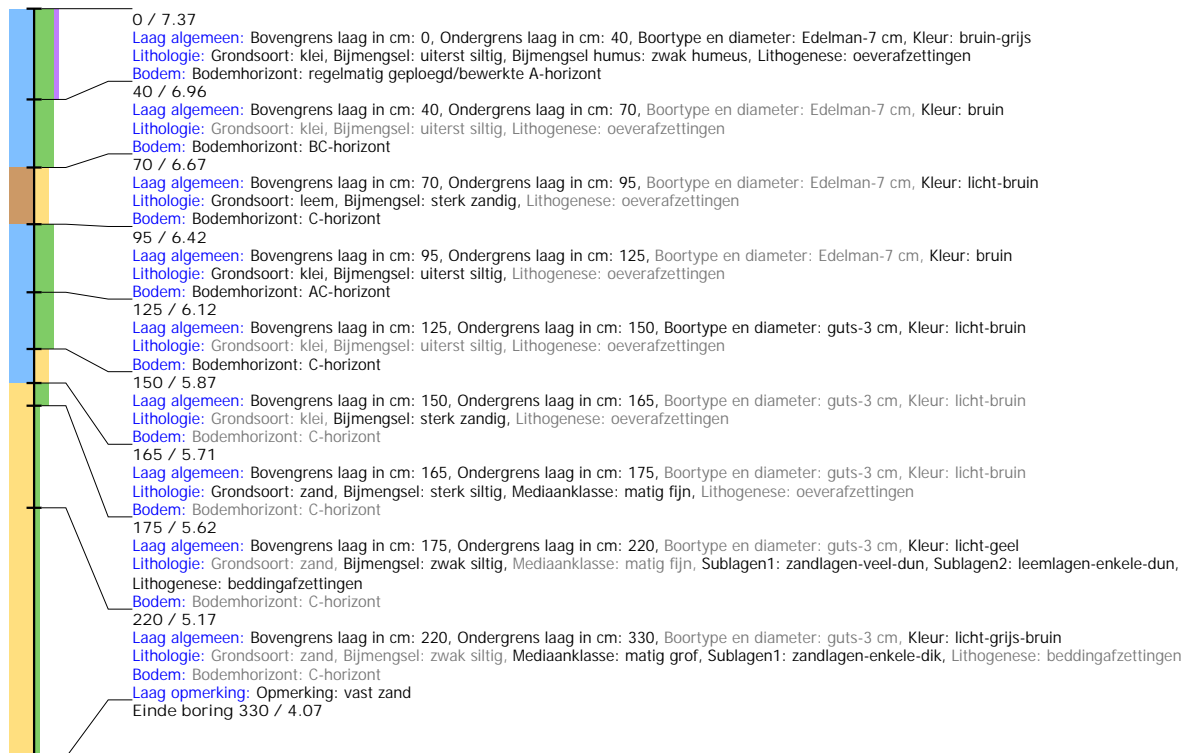 0 / 7.37
Laag algemeen: Bovengrens laag in cm: 0, Ondergrens laag in cm: 40, Boortype en diameter: Edelman-7 cm, Kleur: bruin-grijs
Lithologie: Grondsoort: klei, Bijmengsel: uiterst siltig, Bijmengsel humus: zwak humeus, Lithogenese: oeverafzettingen
Bodem: Bodemhorizont: regelmatig geploegd/bewerkte A-horizont
40 / 6.96
Laag algemeen: Bovengrens laag in cm: 40, Ondergrens laag in cm: 70, Boortype en diameter: Edelman-7 cm, Kleur: bruin
Lithologie: Grondsoort: klei, Bijmengsel: uiterst siltig, Lithogenese: oeverafzettingen
Bodem: Bodemhorizont: BC-horizont
70 / 6.67
Laag algemeen: Bovengrens laag in cm: 70, Ondergrens laag in cm: 95, Boortype en diameter: Edelman-7 cm, Kleur: licht-bruin
Lithologie: Grondsoort: leem, Bijmengsel: sterk zandig, Lithogenese: oeverafzettingen
Bodem: Bodemhorizont: C-horizont
95 / 6.42
Laag algemeen: Bovengrens laag in cm: 95, Ondergrens laag in cm: 125, Boortype en diameter: Edelman-7 cm, Kleur: bruin
Lithologie: Grondsoort: klei, Bijmengsel: uiterst siltig, Lithogenese: oeverafzettingen
Bodem: Bodemhorizont: AC-horizont
125 / 6.12
Laag algemeen: Bovengrens laag in cm: 125, Ondergrens laag in cm: 150, Boortype en diameter: guts-3 cm, Kleur: licht-bruin
Lithologie: Grondsoort: klei, Bijmengsel: uiterst siltig, Lithogenese: oeverafzettingen
Bodem: Bodemhorizont: C-horizont
150 / 5.87
Laag algemeen: Bovengrens laag in cm: 150, Ondergrens laag in cm: 165, Boortype en diameter: guts-3 cm, Kleur: licht-bruin
Lithologie: Grondsoort: klei, Bijmengsel: sterk zandig, Lithogenese: oeverafzettingen
Bodem: Bodemhorizont: C-horizont
165 / 5.71
Laag algemeen: Bovengrens laag in cm: 165, Ondergrens laag in cm: 175, Boortype en diameter: guts-3 cm, Kleur: licht-bruin
Lithologie: Grondsoort: zand, Bijmengsel: sterk siltig, Mediaanklasse: matig fijn, Lithogenese: oeverafzettingen
Bodem: Bodemhorizont: C-horizont
175 / 5.62
Laag algemeen: Bovengrens laag in cm: 175, Ondergrens laag in cm: 220, Boortype en diameter: guts-3 cm, Kleur: licht-geel
Lithologie: Grondsoort: zand, Bijmengsel: zwak siltig, Mediaanklasse: matig fijn, Sublagen1: zandlagen-veel-dun, Sublagen2: leemlagen-enkele-dun,
Lithogenese: beddingafzettingen
Bodem: Bodemhorizont: C-horizont
220 / 5.17
Laag algemeen: Bovengrens laag in cm: 220, Ondergrens laag in cm: 330, Boortype en diameter: guts-3 cm, Kleur: licht-grijs-bruin
Lithologie: Grondsoort: zand, Bijmengsel: zwak siltig, Mediaanklasse: matig grof, Sublagen1: zandlagen-enkele-dik, Lithogenese: beddingafzettingen
Bodem: Bodemhorizont: C-horizont
Laag opmerking: Opmerking: vast zand
Einde boring 330 / 4.07